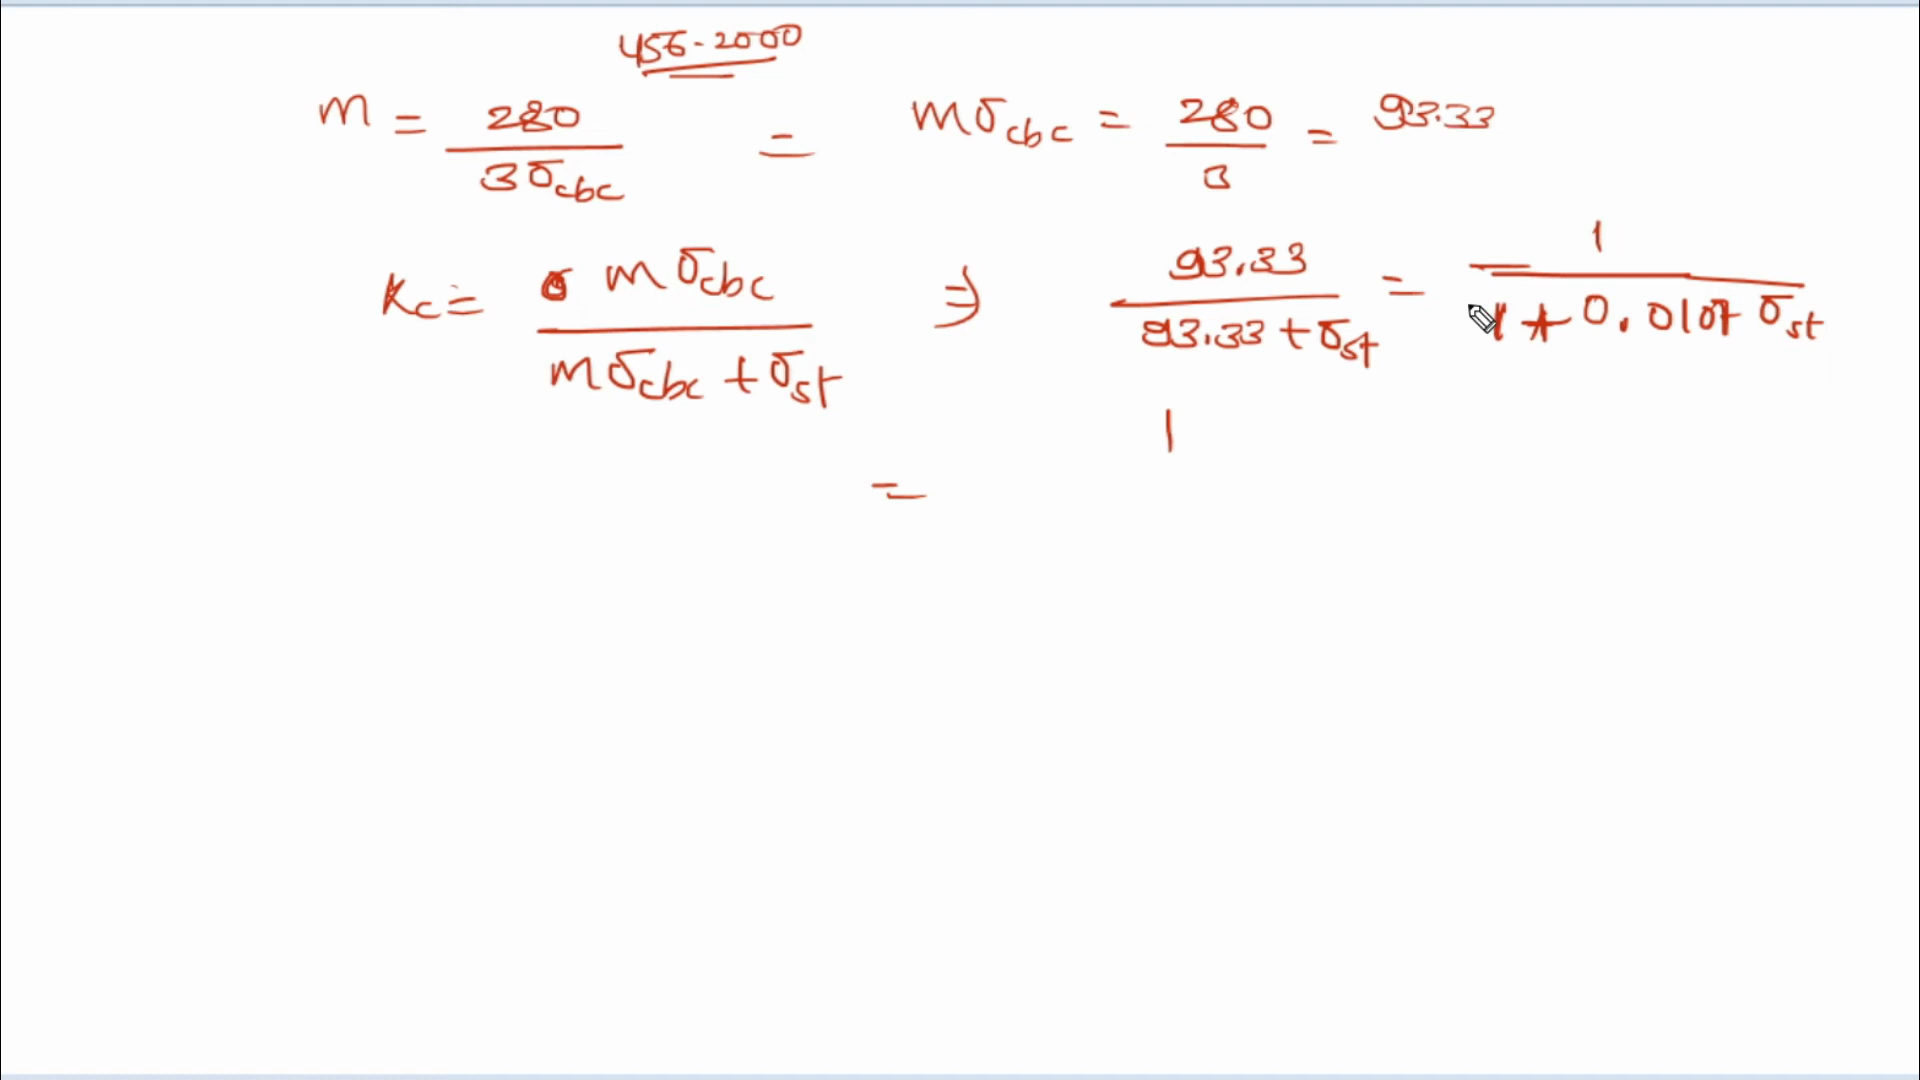 456-2000
m = 280 / 3σcbc = mσcbc = 280 / 3 = 93.33
Kc = mσcbc / mσcbc + σst ⇒ 93.33 / 93.33 + σst = 1 / 1 + 0.0107 σst
= 1